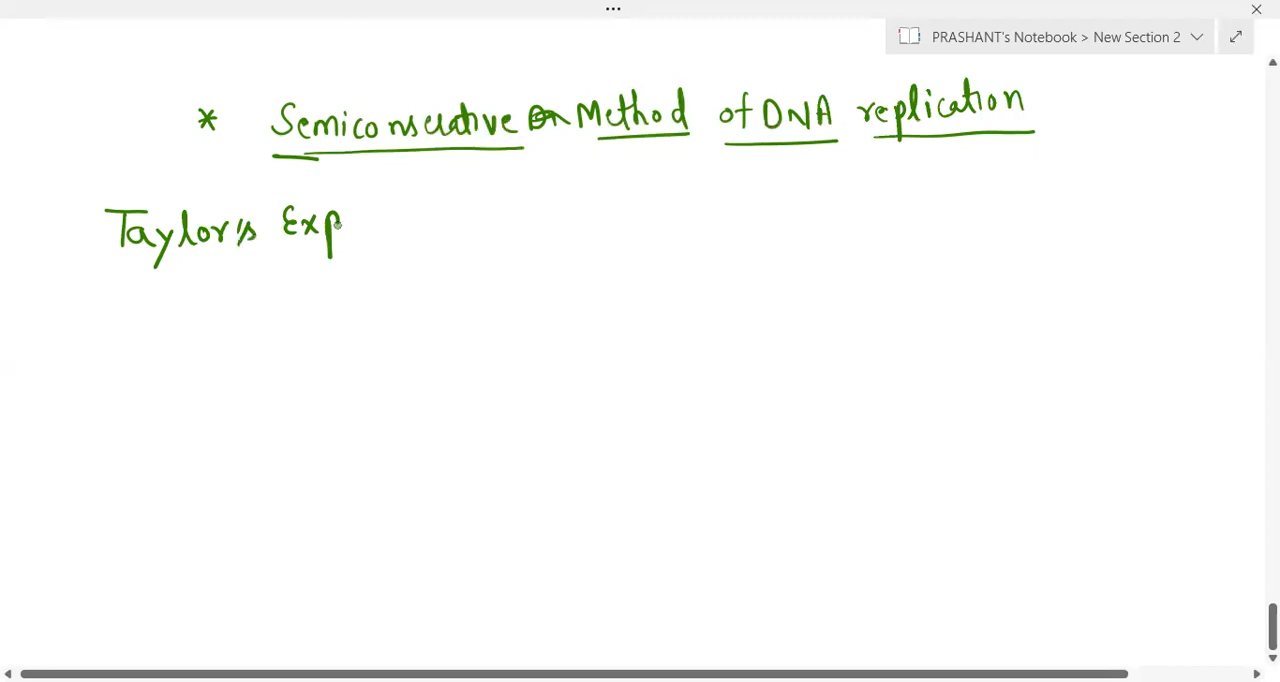 PRASHANT's Notebook > New Section 2
* Semiconservative Method of DNA replication
Taylor's Exp